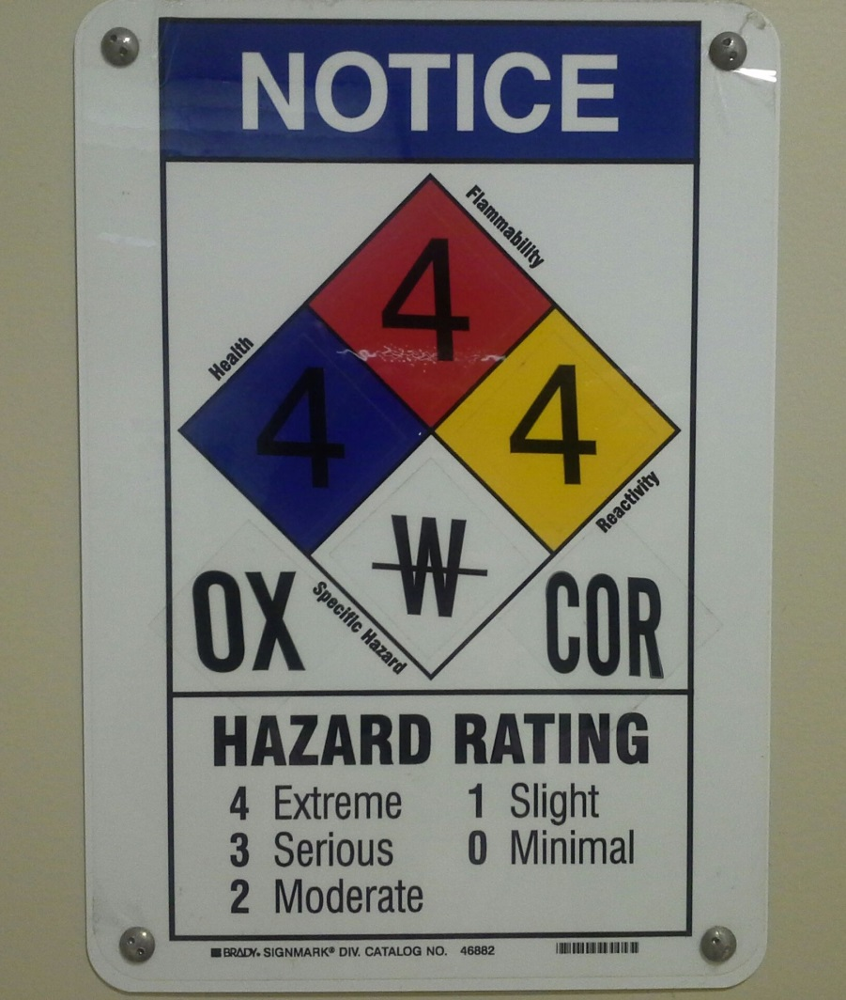 NOTICE
Flammability
4
Health
4
4
Reactivity
W
OX
Specific Hazard
COR
HAZARD RATING
4 Extreme 1 Slight
3 Serious 0 Minimal
2 Moderate
BRADY. SIGNMARK® DIV. CATALOG NO. 46882